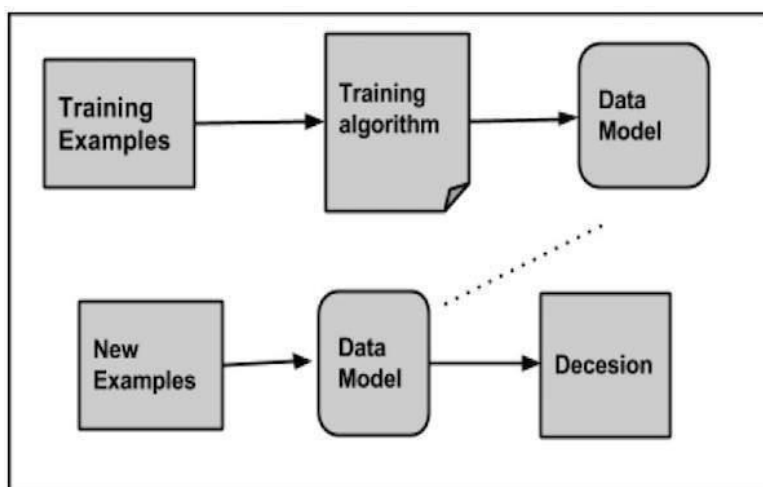 Training
Examples
Training
algorithm
Data
Model
New
Examples
Data
Model
Decesion